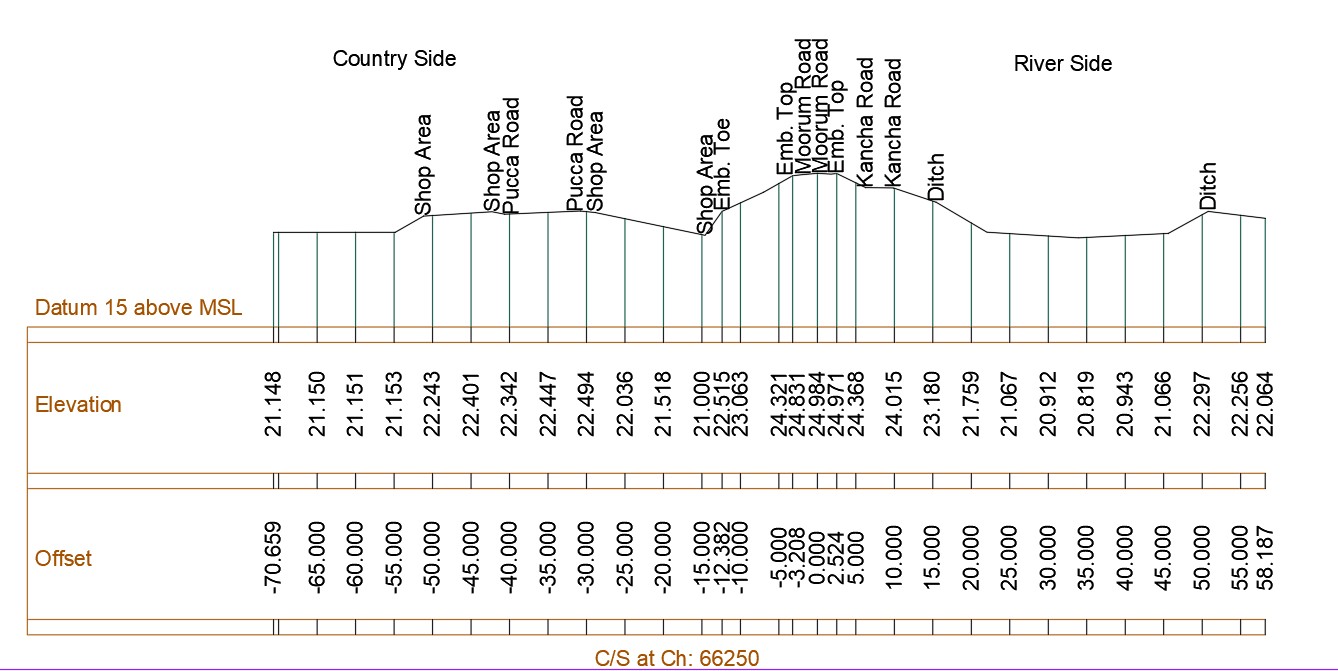 Country Side
River Side
Shop Area
Shop Area
Pucca Road
Pucca Road
Shop Area
Shop Area
Emb. Toe
Emb. Top
Moorum Road
Moorum Road
Emb. Top
Kancha Road
Kancha Road
Ditch
Ditch
Datum 15 above MSL
Elevation
21.148
21.150
21.151
21.153
22.243
22.401
22.342
22.447
22.494
22.036
21.518
21.000
22.515
23.063
24.321
24.831
24.984
24.971
24.368
24.015
23.180
21.759
21.067
20.912
20.819
20.943
21.066
22.297
22.256
22.064
Offset
-70.659
-65.000
-60.000
-55.000
-50.000
-45.000
-40.000
-35.000
-30.000
-25.000
-20.000
-15.000
-12.382
-10.000
-5.000
-3.208
0.000
2.524
5.000
10.000
15.000
20.000
25.000
30.000
35.000
40.000
45.000
50.000
55.000
58.187
C/S at Ch: 66250